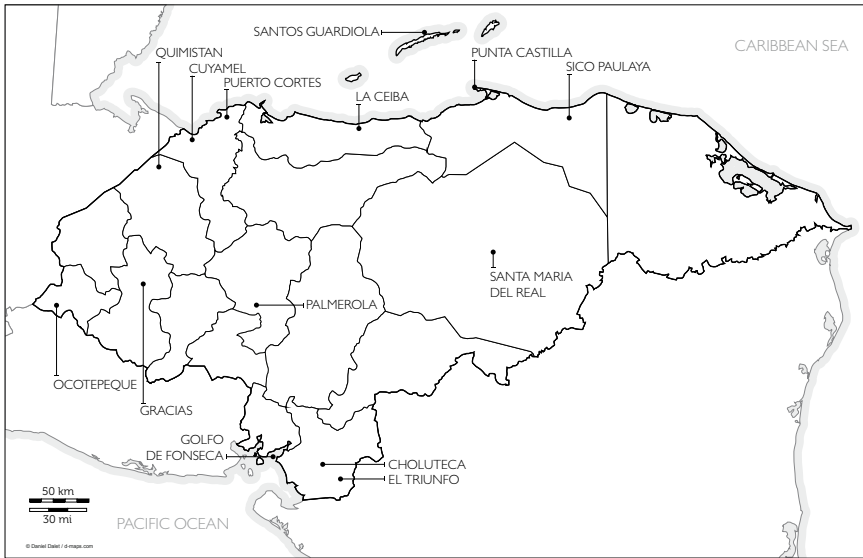 SANTOS GUARDIOLA
PUNTA CASTILLA
CARIBBEAN SEA
QUIMISTAN
CUYAMEL
SICO PAULAYA
PUERTO CORTES
LA CEIBA
SANTA MARIA
DEL REAL
PALMEROLA
OCOTEPEQUE
GRACIAS
GOLFO
DE FONSECA
CHOLUTECA
EL TRIUNFO
50 km
30 mi
PACIFIC OCEAN
© Daniel Dalet / d-maps.com